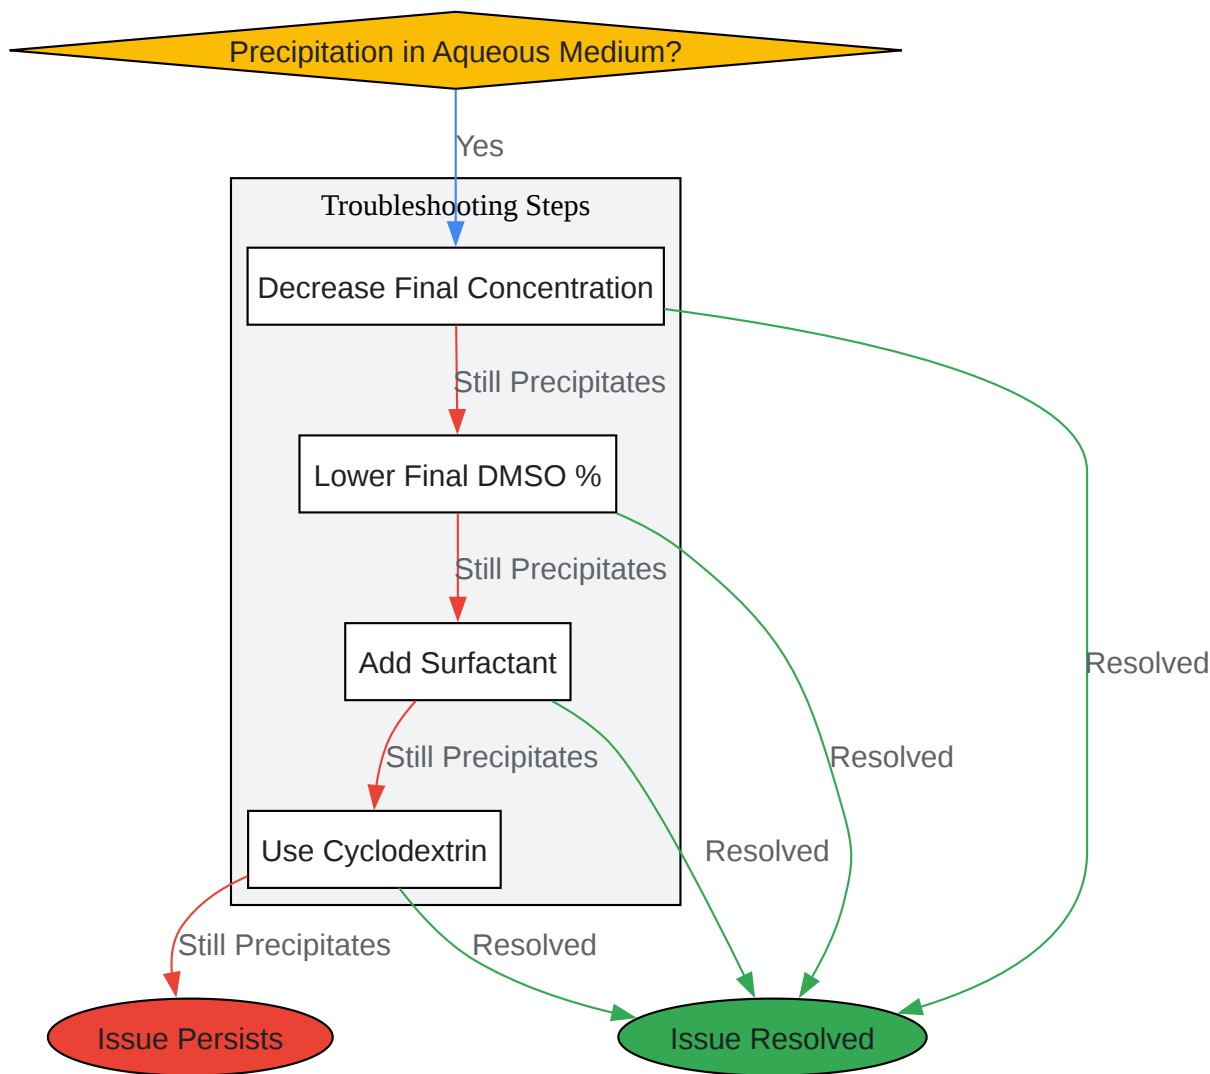 Precipitation in Aqueous Medium?
Yes
Troubleshooting Steps
Decrease Final Concentration
Still Precipitates
Lower Final DMSO %
Still Precipitates
Add Surfactant
Resolved
Still Precipitates
Resolved
Use Cyclodextrin
Resolved
Still Precipitates
Resolved
Issue Persists
Issue Resolved